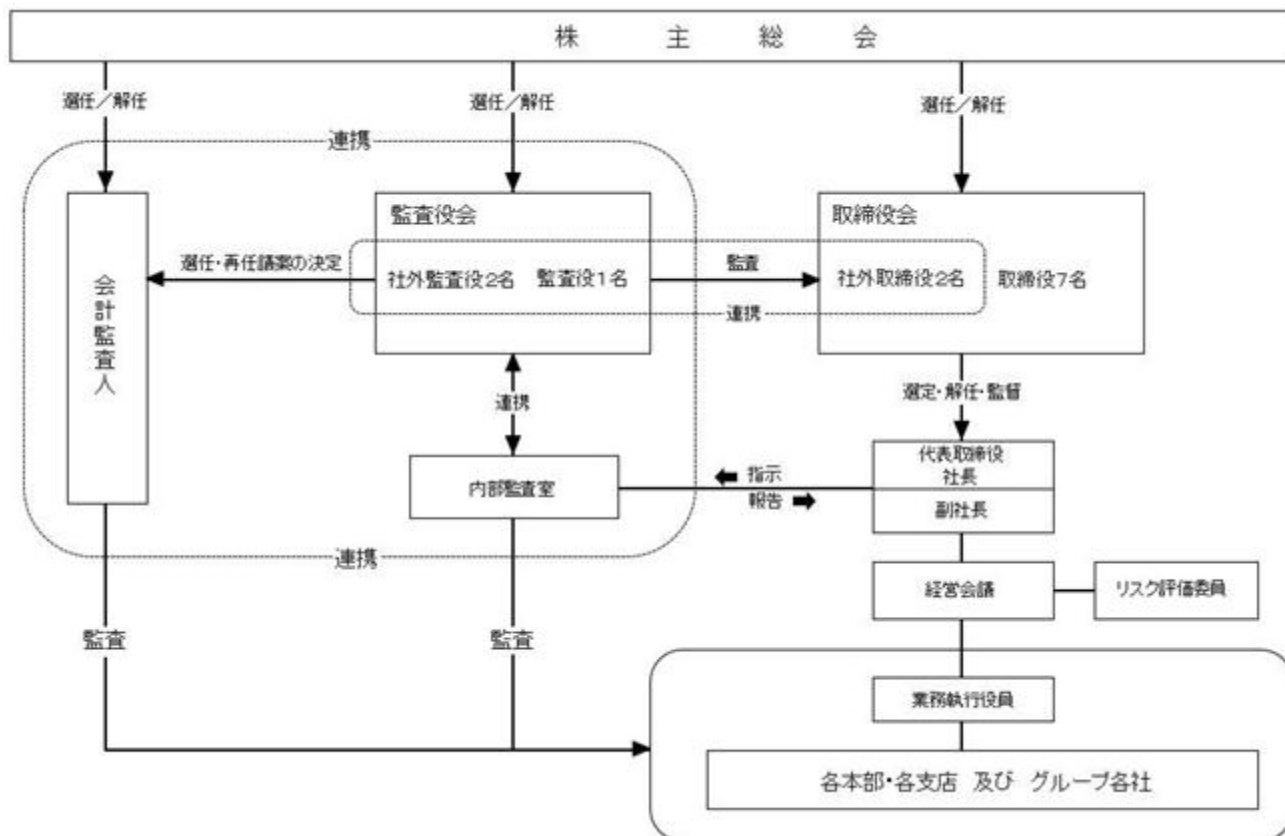 株主総会
選任／解任
選任／解任
選任／解任
連携
監査役会
取締役会
選任・再任議案の決定
監査
社外監査役2名 監査役1名
社外取締役2名 取締役7名
連携
会計監査人
連携
選定・解任・監督
代表取締役
社長
内部監査室
指示
報告
副社長
連携
経営会議
リスク評価委員
監査
監査
業務執行役員
各本部・各支店 及び グループ各社